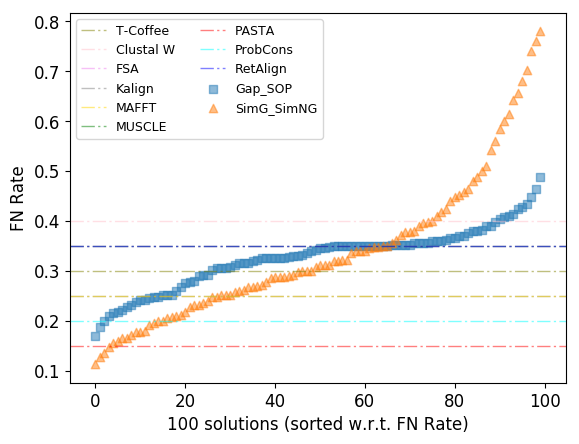 0.8
0.7
0.6
0.5
0.4
0.3
0.2
0.1
FN Rate
T-Coffee
Clustal W
FSA
Kalign
MAFFT
MUSCLE
PASTA
ProbCons
RetAlign
Gap_SOP
SimG_SimNG
0 20 40 60 80 100
100 solutions (sorted w.r.t. FN Rate)